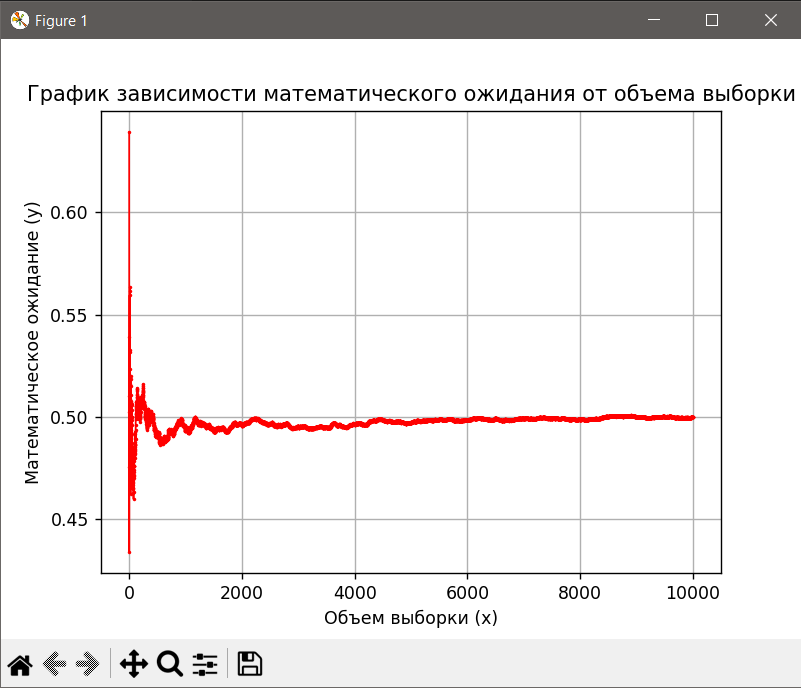 Figure 1
График зависимости математического ожидания от объема выборки
Математическое ожидание (y)
0.60
0.55
0.50
0.45
0
2000
4000
6000
8000
10000
Объем выборки (x)